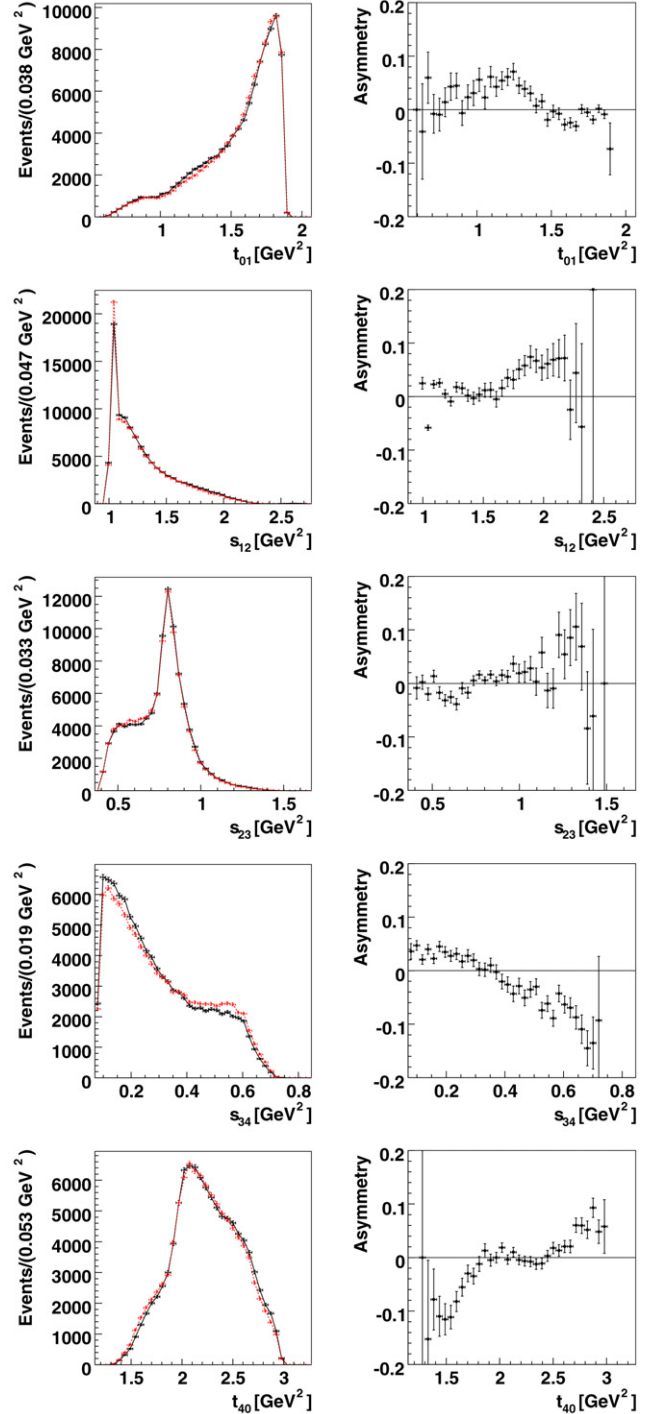 Events/(0.038 GeV²)
10000
8000
6000
4000
2000
0
1 1.5 2
t₀₁ [GeV²]
Asymmetry
0.2
0.1
0
-0.1
-0.2
1 1.5 2
t₀₁ [GeV²]
Events/(0.047 GeV²)
20000
15000
10000
5000
0
1 1.5 2 2.5
s₁₂ [GeV²]
Asymmetry
0.2
0.1
0
-0.1
-0.2
1 1.5 2 2.5
s₁₂ [GeV²]
Events/(0.033 GeV²)
12000
10000
8000
6000
4000
2000
0
0.5 1 1.5
s₂₃ [GeV²]
Asymmetry
0.2
0.1
0
-0.1
-0.2
0.5 1 1.5
s₂₃ [GeV²]
Events/(0.019 GeV²)
6000
5000
4000
3000
2000
1000
0
0.2 0.4 0.6 0.8
s₃₄ [GeV²]
Asymmetry
0.2
0.1
0
-0.1
-0.2
0.2 0.4 0.6 0.8
s₃₄ [GeV²]
Events/(0.053 GeV²)
7000
6000
5000
4000
3000
2000
1000
0
1.5 2 2.5 3
t₄₀ [GeV²]
Asymmetry
0.2
0.1
0
-0.1
-0.2
1.5 2 2.5 3
t₄₀ [GeV²]